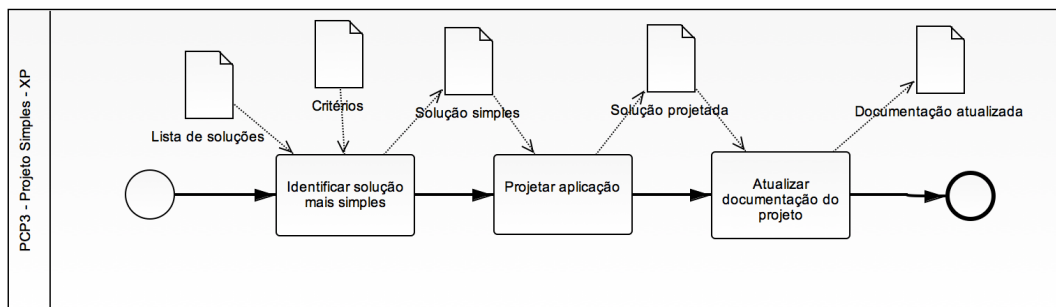 PCP3 - Projeto Simples - XP
Lista de soluções
Critérios
Solução simples
Solução projetada
Documentação atualizada
Identificar solução
mais simples
Projetar aplicação
Atualizar
documentação do
projeto